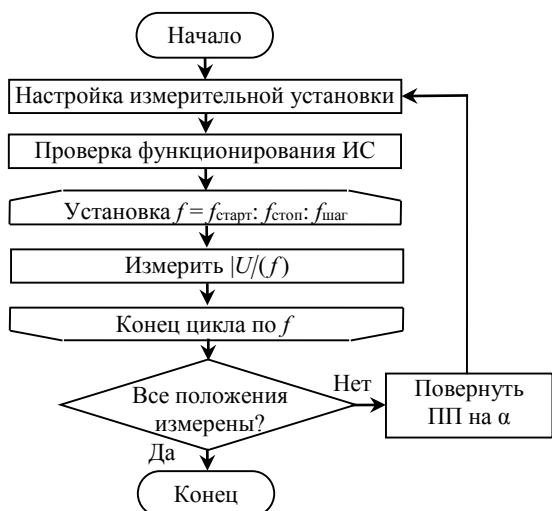 Начало
Настройка измерительной установки
Проверка функционирования ИС
Установка f = fстарт: fстоп: fшаг
Измерить |U|(f)
Конец цикла по f
Все положения
измерены?
Нет
Повернуть
ПП на α
Да
Конец